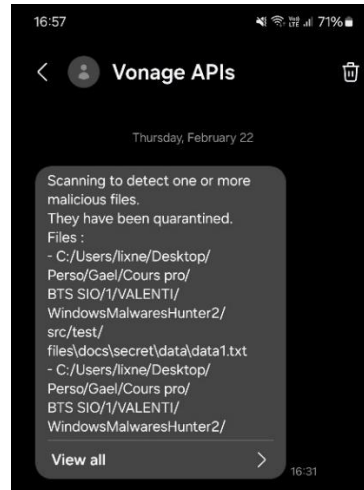 16:57 71%
Vonage APIs
Thursday, February 22
Scanning to detect one or more
malicious files.
They have been quarantined.
Files :
- C:/Users/lixne/Desktop/
Perso/Gael/Cours pro/
BTS SIO/1/VALENTI/
WindowsMalwaresHunter2/
src/test/
files\docs\secret\data\data1.txt
- C:/Users/lixne/Desktop/
Perso/Gael/Cours pro/
BTS SIO/1/VALENTI/
WindowsMalwaresHunter2/
View all
16:31